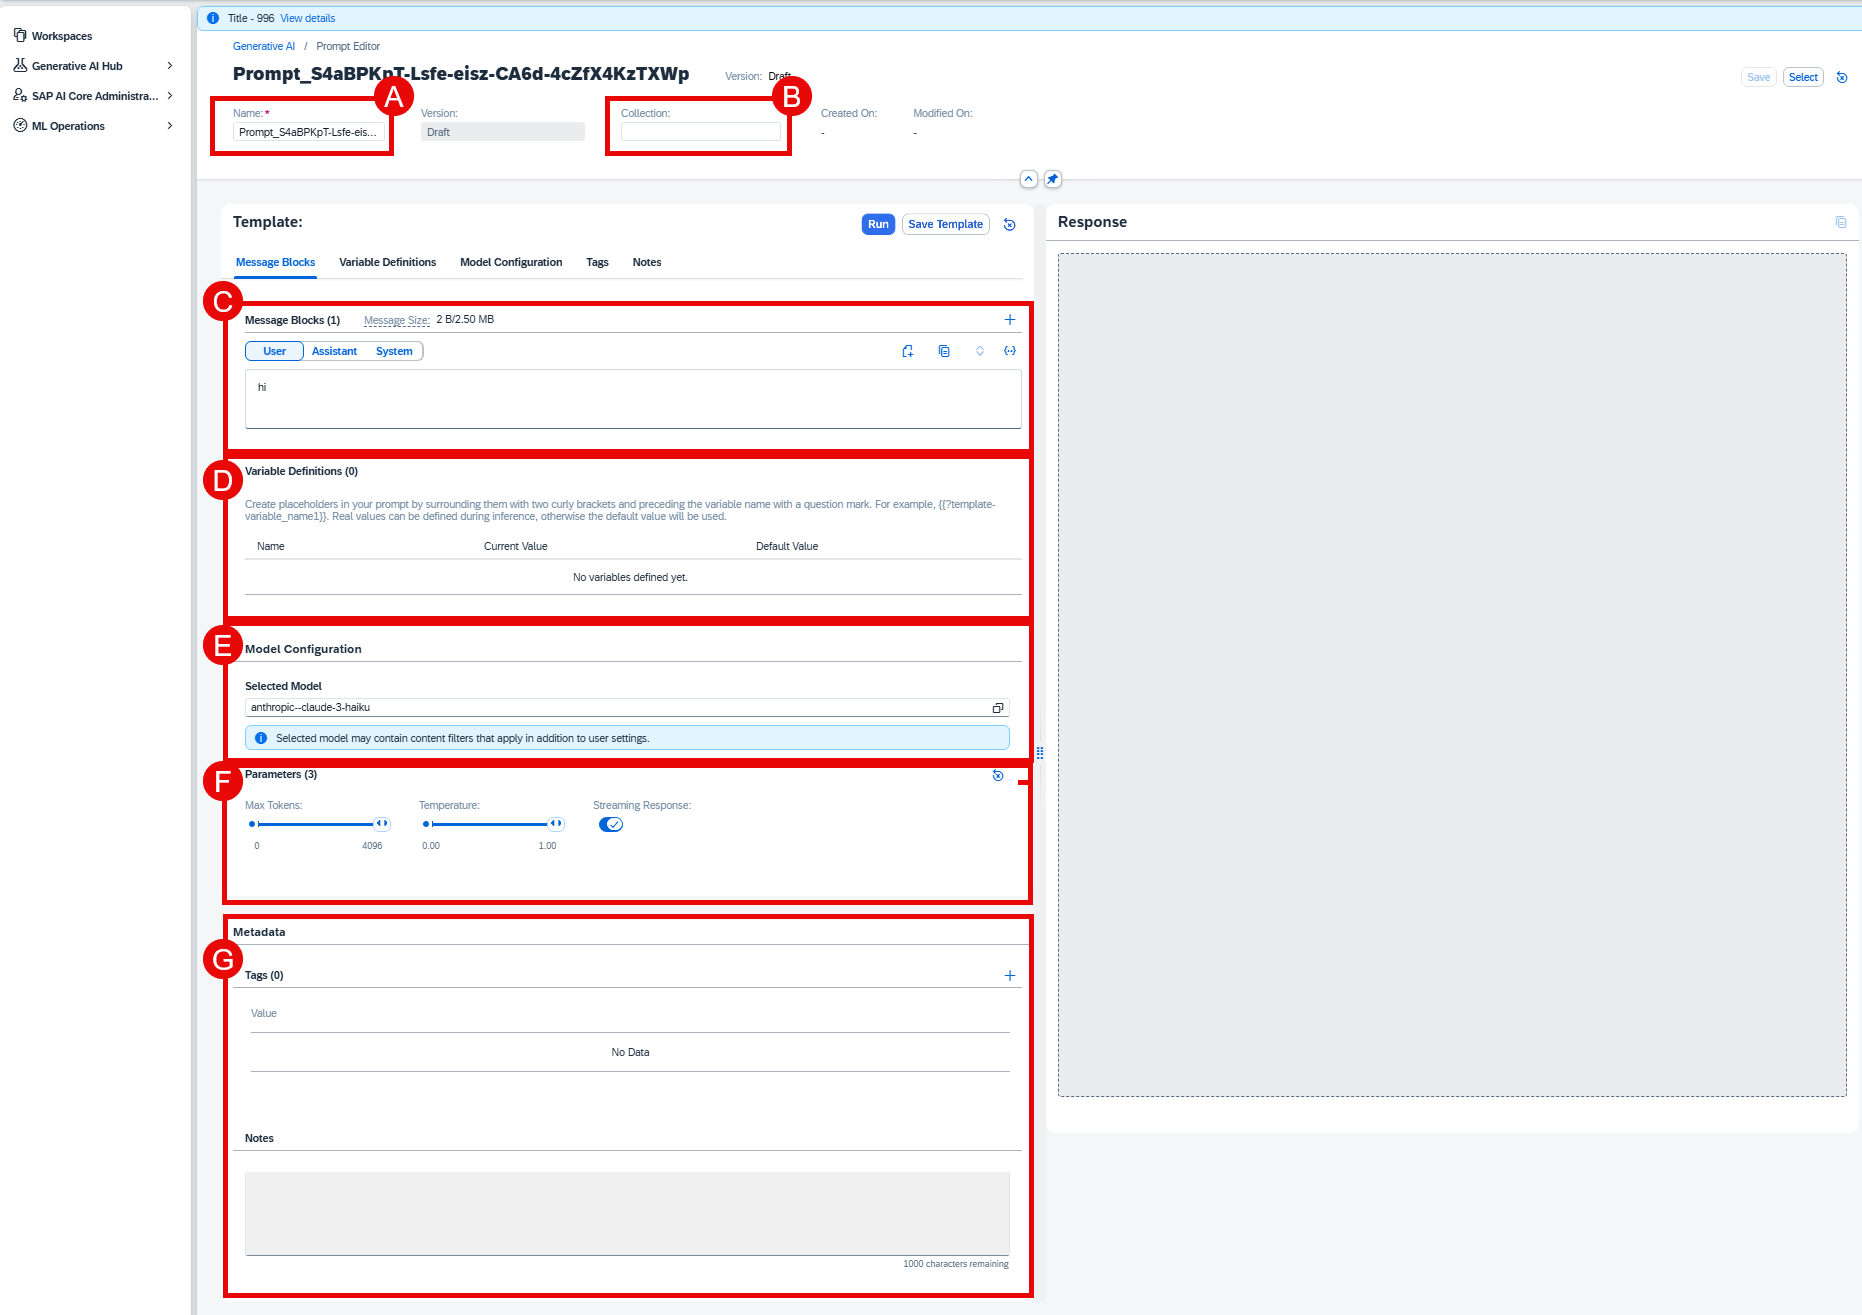 Title - 996 View details
Workspaces
Generative AI Hub
SAP AI Core Administra...
ML Operations
Generative AI / Prompt Editor
Prompt_S4aBPKpT-Lsfe-eisz-CA6d-4cZfX4KzTXWp
Version: Draft
Save Select
A
B
Name:* Version: Collection: Created On: Modified On:
Prompt_S4aBPKpT-Lsfe-eis... Draft - -
Template:
Run Save Template
Response
Message Blocks Variable Definitions Model Configuration Tags Notes
C
Message Blocks (1) Message Size: 2 B/2.50 MB
User Assistant System
hi
D
Variable Definitions (0)
Create placeholders in your prompt by surrounding them with two curly brackets and preceding the variable name with a question mark. For example, {{?template-
variable_name1}}. Real values can be defined during inference, otherwise the default value will be used.
Name Current Value Default Value
No variables defined yet.
E
Model Configuration
Selected Model
anthropic--claude-3-haiku
Selected model may contain content filters that apply in addition to user settings.
F
Parameters (3)
Max Tokens: Temperature: Streaming Response:
0 4096 0.00 1.00
Metadata
G
Tags (0)
Value
No Data
Notes
1000 characters remaining